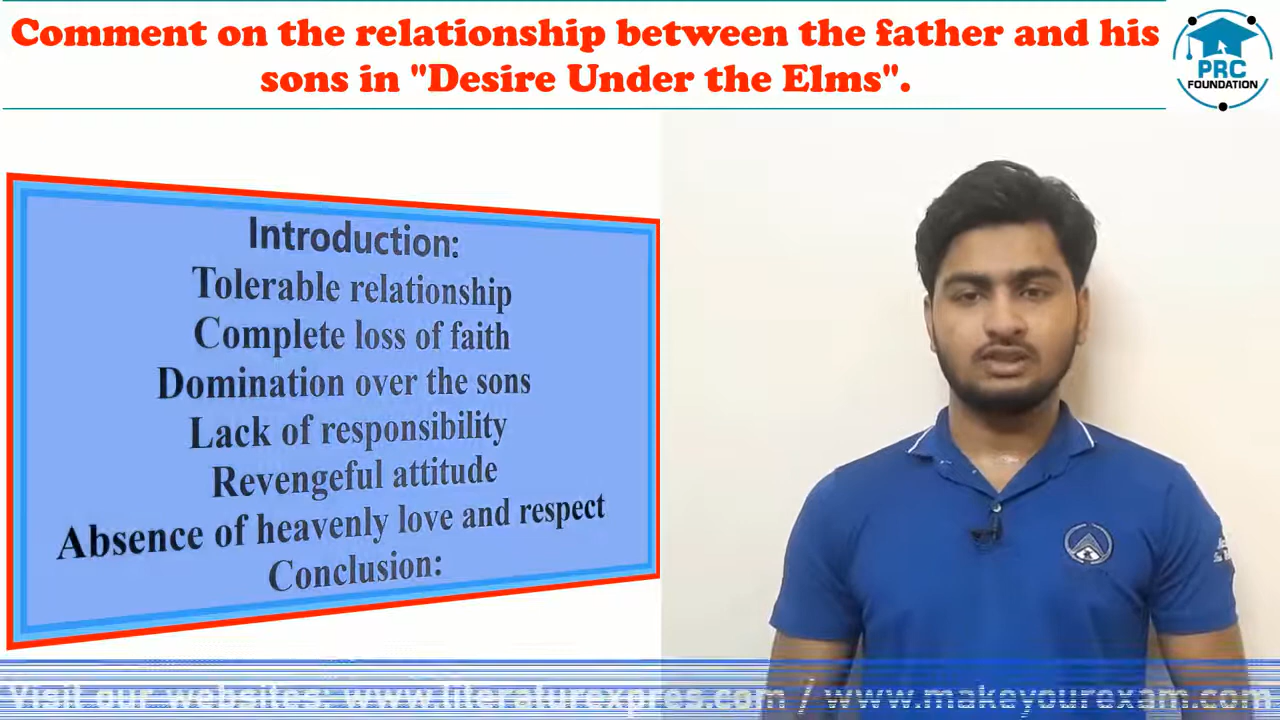 Comment on the relationship between the father and his
sons in "Desire Under the Elms".
PRC
FOUNDATION
Introduction:
Tolerable relationship
Complete loss of faith
Domination over the sons
Lack of responsibility
Revengeful attitude
Absence of heavenly love and respect
Conclusion:
Visit our websites: www.literaturexpres.com / www.makeyourexam.com